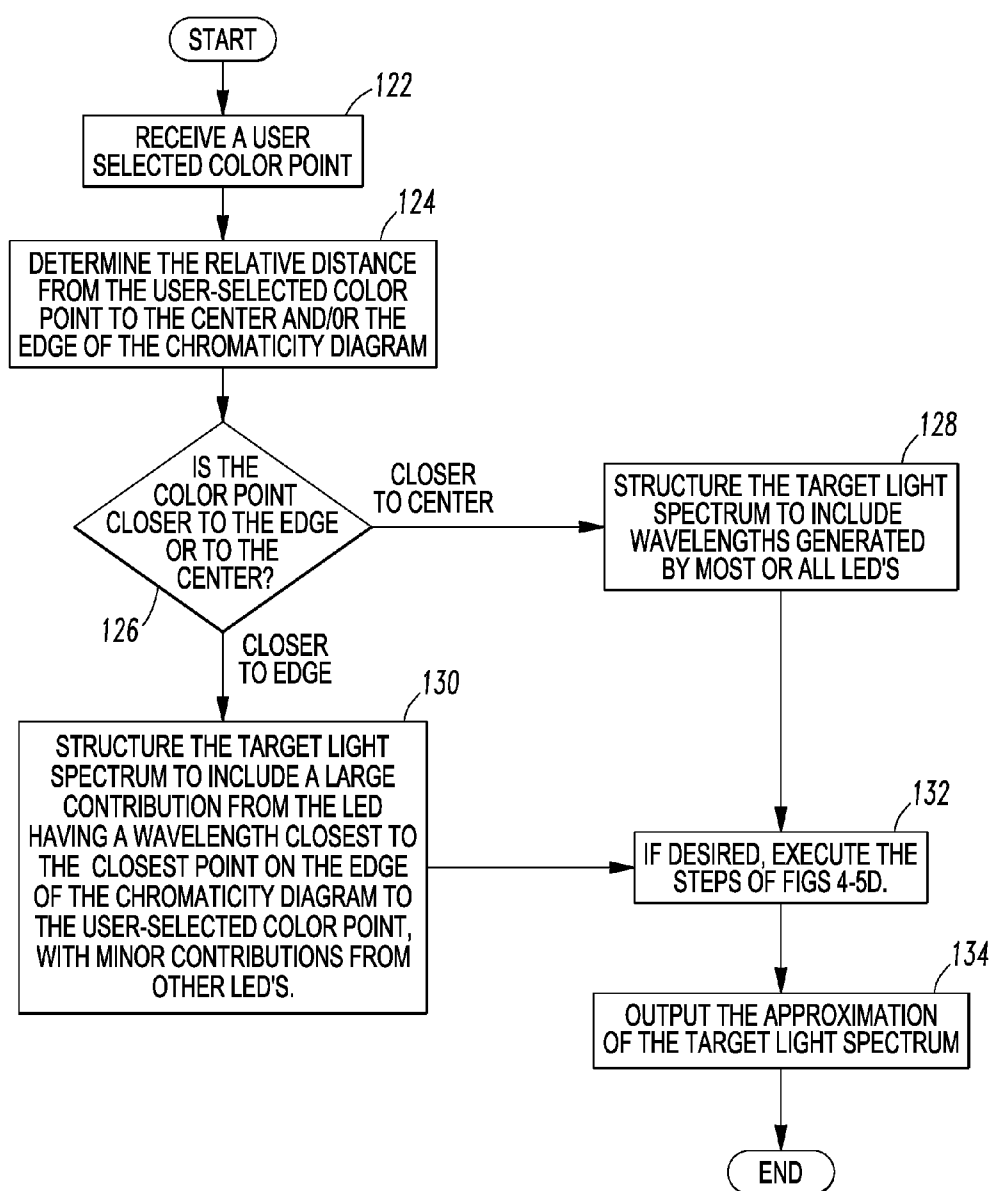 START
122
RECEIVE A USER
SELECTED COLOR POINT
124
DETERMINE THE RELATIVE DISTANCE
FROM THE USER-SELECTED COLOR
POINT TO THE CENTER AND/OR THE
EDGE OF THE CHROMATICITY DIAGRAM
IS THE
COLOR POINT
CLOSER TO THE EDGE
OR TO THE
CENTER?
126
CLOSER
TO CENTER
128
STRUCTURE THE TARGET LIGHT
SPECTRUM TO INCLUDE
WAVELENGTHS GENERATED
BY MOST OR ALL LED'S
CLOSER
TO EDGE
130
STRUCTURE THE TARGET LIGHT
SPECTRUM TO INCLUDE A LARGE
CONTRIBUTION FROM THE LED
HAVING A WAVELENGTH CLOSEST TO
THE CLOSEST POINT ON THE EDGE
OF THE CHROMATICITY DIAGRAM TO
THE USER-SELECTED COLOR POINT,
WITH MINOR CONTRIBUTIONS FROM
OTHER LED'S.
132
IF DESIRED, EXECUTE THE
STEPS OF FIGS 4-5D.
134
OUTPUT THE APPROXIMATION
OF THE TARGET LIGHT SPECTRUM
END